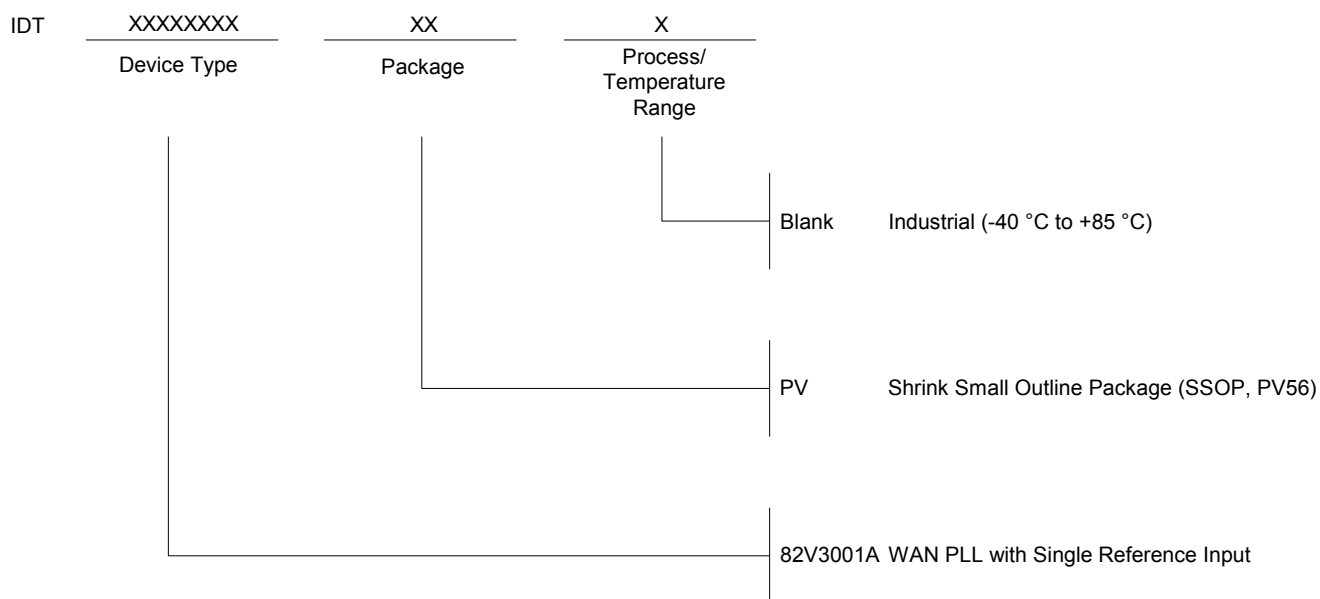 IDT XXXXXXXX XX X
Device Type Package Process/
Temperature
Range
Blank Industrial (-40 °C to +85 °C)
PV Shrink Small Outline Package (SSOP, PV56)
82V3001A WAN PLL with Single Reference Input